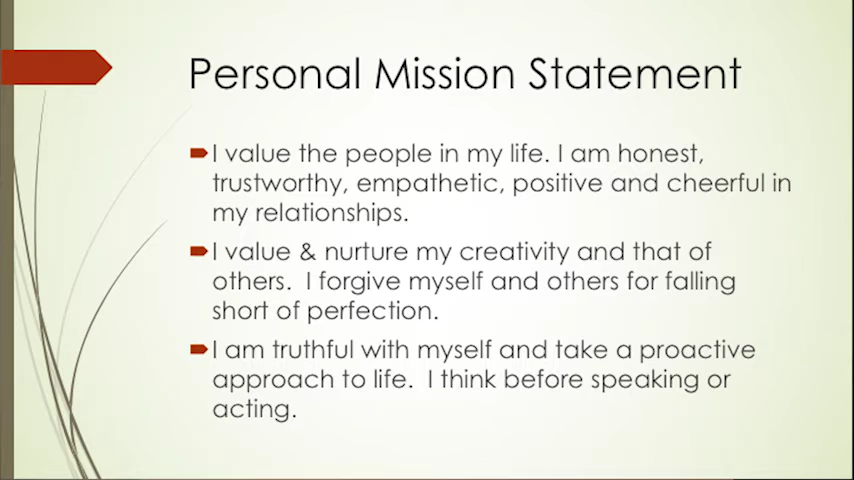 Personal Mission Statement
I value the people in my life. I am honest,
trustworthy, empathetic, positive and cheerful in
my relationships.
I value & nurture my creativity and that of
others.  I forgive myself and others for falling
short of perfection.
I am truthful with myself and take a proactive
approach to life.  I think before speaking or
acting.